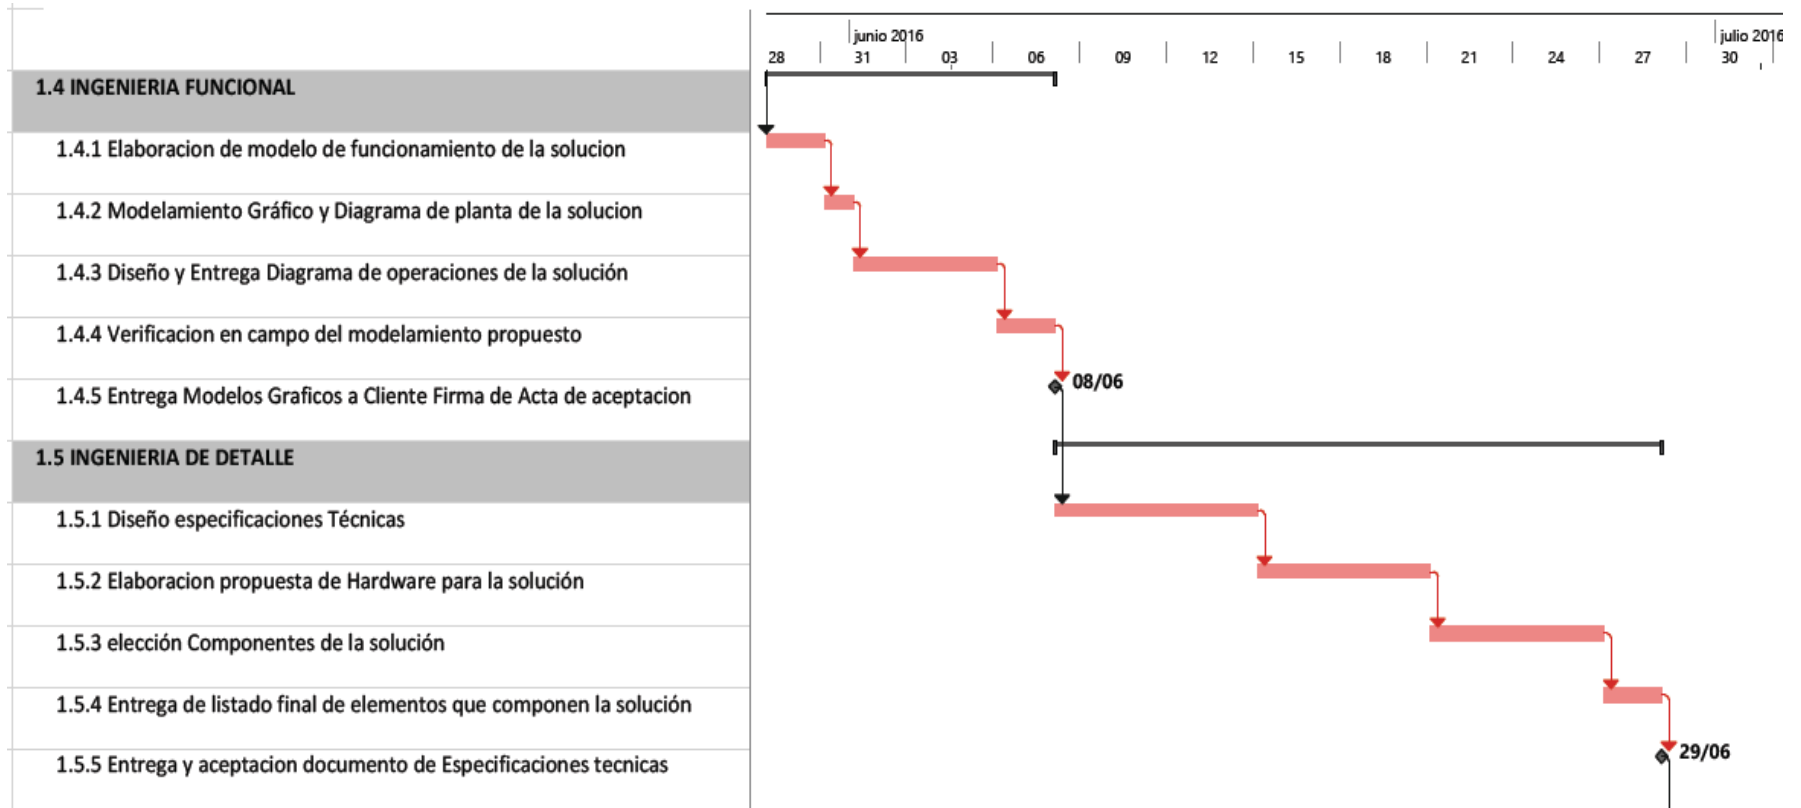 junio 2016
julio 2016
28 31 03 06 09 12 15 18 21 24 27 30
1.4 INGENIERIA FUNCIONAL
1.4.1 Elaboracion de modelo de funcionamiento de la solucion
1.4.2 Modelamiento Gráfico y Diagrama de planta de la solucion
1.4.3 Diseño y Entrega Diagrama de operaciones de la solución
1.4.4 Verificacion en campo del modelamiento propuesto
08/06
1.4.5 Entrega Modelos Graficos a Cliente Firma de Acta de aceptacion
1.5 INGENIERIA DE DETALLE
1.5.1 Diseño especificaciones Técnicas
1.5.2 Elaboracion propuesta de Hardware para la solución
1.5.3 elección Componentes de la solución
1.5.4 Entrega de listado final de elementos que componen la solución
29/06
1.5.5 Entrega y aceptacion documento de Especificaciones tecnicas